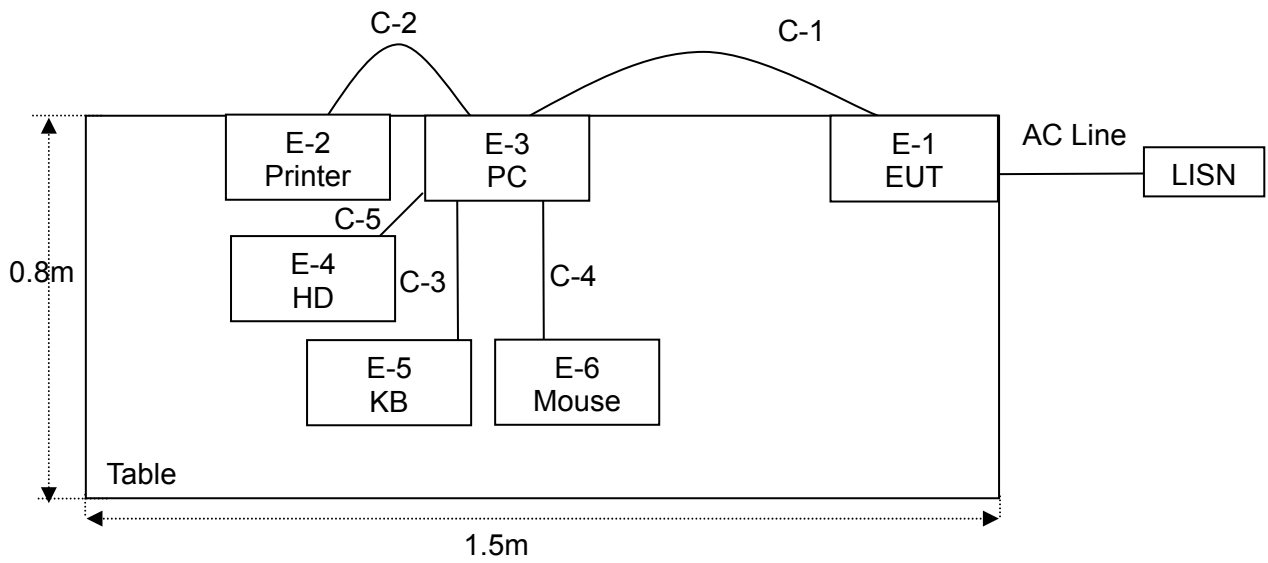 C-2
C-1
E-2
Printer
E-3
PC
E-1
EUT
AC Line
LISN
C-5
0.8m
E-4
HD
C-3
C-4
E-5
KB
E-6
Mouse
Table
1.5m